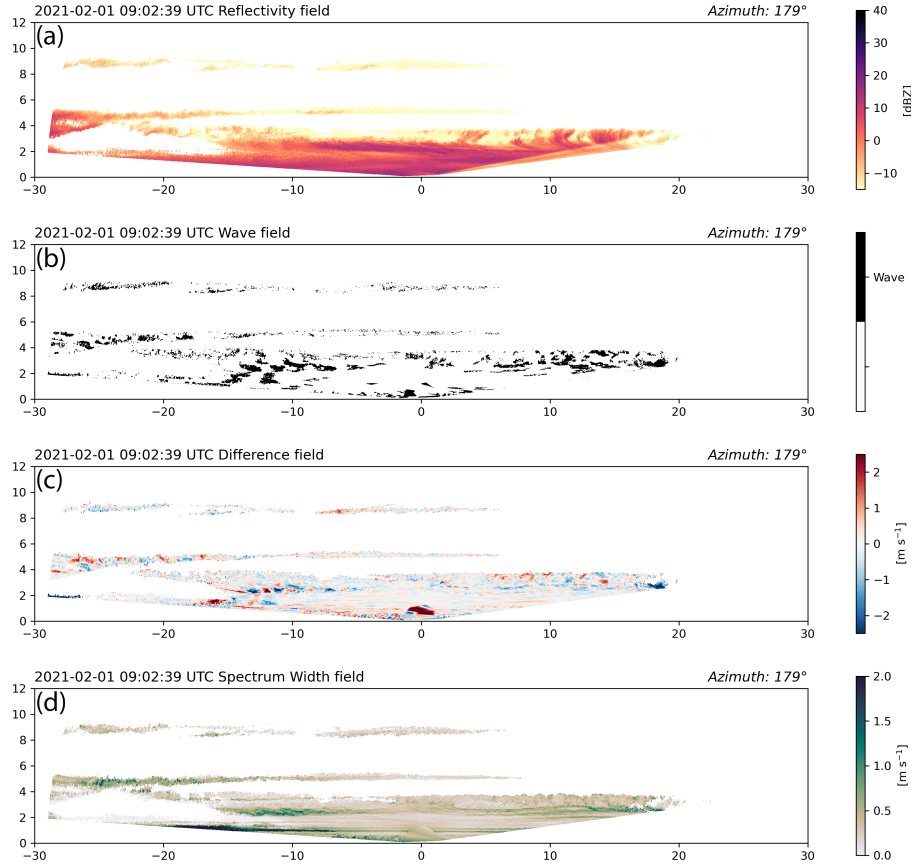 2021-02-01 09:02:39 UTC Reflectivity field Azimuth: 179°
(a)
12
10
8
6
4
2
0
−30 −20 −10 0 10 20 30
40
30
20
10
0
−10
[dBZ]
2021-02-01 09:02:39 UTC Wave field Azimuth: 179°
(b)
12
10
8
6
4
2
0
−30 −20 −10 0 10 20 30
Wave
2021-02-01 09:02:39 UTC Difference field Azimuth: 179°
(c)
12
10
8
6
4
2
0
−30 −20 −10 0 10 20 30
2
1
0
−1
−2
[m s⁻¹]
2021-02-01 09:02:39 UTC Spectrum Width field Azimuth: 179°
(d)
12
10
8
6
4
2
0
−30 −20 −10 0 10 20 30
2.0
1.5
1.0
0.5
0.0
[m s⁻¹]